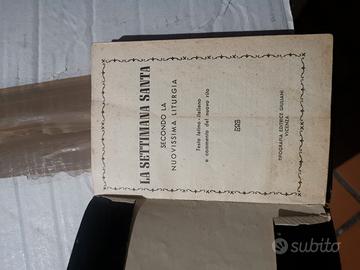 LA SETTIMANA SANTA
SECONDO LA
NUOVISSIMA LITURGIA
Testo latino-italiano
e commento del nuovo rito
TIPOGRAFIA EDITRICE GIULIANI
VICENZA
subito